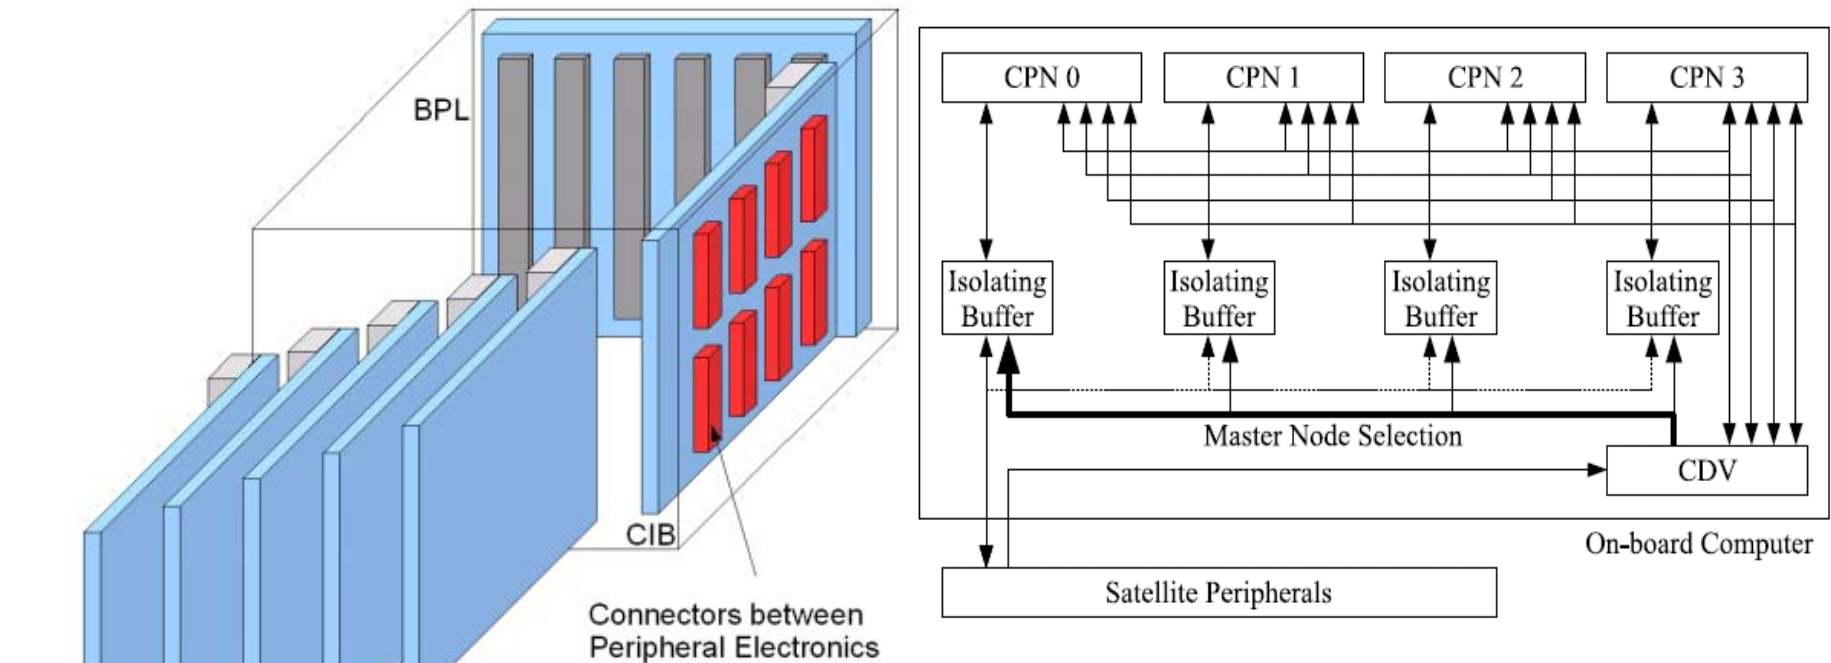 BPL
CIB
Connectors between
Peripheral Electronics
CPN 0
CPN 1
CPN 2
CPN 3
Isolating
Buffer
Isolating
Buffer
Isolating
Buffer
Isolating
Buffer
Master Node Selection
CDV
On-board Computer
Satellite Peripherals